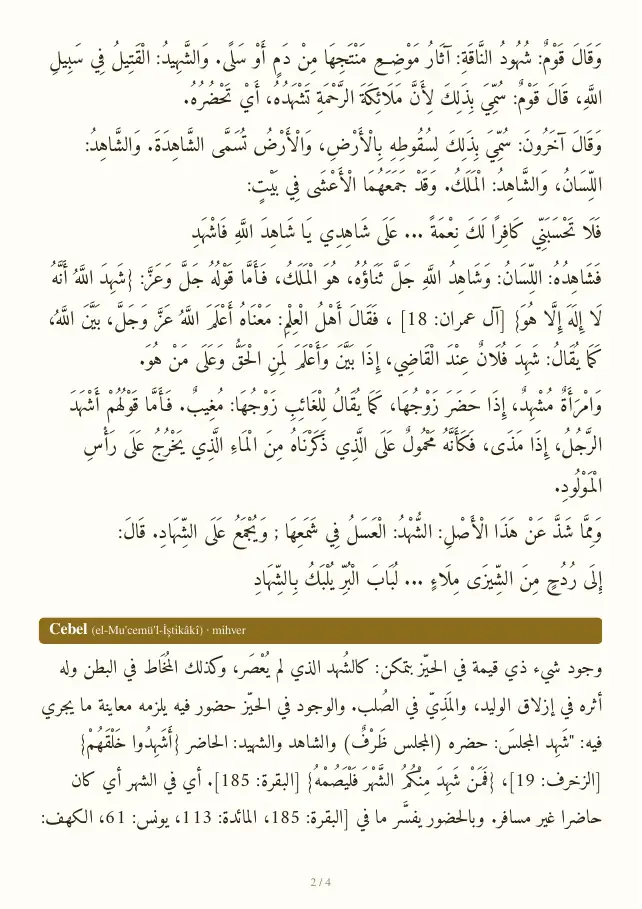 وَقَالَ قَوْمٌ: شُهُودُ النَّاقَةِ: آثَارُ مَوْضِعِ مَنْتَجِهَا مِنْ دَمٍ أَوْ سَلًى. وَالشَّهِيدُ: الْقَتِيلُ فِي سَبِيلِ
اللَّهِ، قَالَ قَوْمٌ: سُمِّيَ بِذَلِكَ لِأَنَّ مَلَائِكَةَ الرَّحْمَةِ تَشْهَدُهُ، أَيْ تَحْضُرُهُ.
وَقَالَ آخَرُونَ: سُمِّيَ بِذَلِكَ لِسُقُوطِهِ بِالْأَرْضِ، وَالْأَرْضُ تُسَمَّى الشَّاهِدَةَ. وَالشَّاهِدُ:
اللِّسَانُ، وَالشَّاهِدُ: الْمَلَكُ. وَقَدْ جَمَعَهُمَا الْأَعْشَى فِي بَيْتٍ:
فَلَا تَحْسَبَنِّي كَافِرًا لَكَ نِعْمَةً ... عَلَى شَاهِدِي يَا شَاهِدَ اللَّهِ فَاشْهَدِ
فَشَاهِدُهُ: اللِّسَانُ: وَشَاهِدُ اللَّهِ جَلَّ ثَنَاؤُهُ، هُوَ الْمَلَكُ، فَأَمَّا قَوْلُهُ جَلَّ وَعَزَّ: {شَهِدَ اللَّهُ أَنَّهُ
لَا إِلَهَ إِلَّا هُوَ} [آل عمران: 18] ، فَقَالَ أَهْلُ الْعِلْمِ: مَعْنَاهُ أَعْلَمَ اللَّهُ عَزَّ وَجَلَّ، بَيَّنَ اللَّهُ،
كَمَا يُقَالُ: شَهِدَ فُلَانٌ عِنْدَ الْقَاضِي، إِذَا بَيَّنَ وَأَعْلَمَ لِمَنِ الْحَقُّ وَعَلَى مَنْ هُوَ.
وَامْرَأَةٌ مُشْهِدٌ، إِذَا حَضَرَ زَوْجُهَا، كَمَا يُقَالُ لِلْغَائِبِ زَوْجُهَا: مُغِيبٌ. فَأَمَّا قَوْلُهُمْ أَشْهَدَ
الرَّجُلُ، إِذَا مَذَى، فَكَأَنَّهُ مَحْمُولٌ عَلَى الَّذِي ذَكَرْنَاهُ مِنَ الْمَاءِ الَّذِي يَخْرُجُ عَلَى رَأْسِ
الْمَوْلُودِ.
وَمِمَّا شَذَّ عَنْ هَذَا الْأَصْلِ: الشُّهْدُ: الْعَسَلُ فِي شَمَعِهَا ; وَيُجْمَعُ عَلَى الشِّهَادِ. قَالَ:
إِلَى رُدُحٍ مِنَ الشِّيزَى مِلَاءٍ ... لُبَابَ الْبُرِّ يُلْبَكُ بِالشِّهَادِ
Cebel (el-Mu'cemü'l-İştikâkî) · mihver
وجود شيء ذي قيمة في الحيّز بتمكن: كالشُهد الذي لم يُعْصَر، وكذلك المُخَاط في البطن وله
أثره في إزلاق الوليد، والمَذِيّ في الصُلب. والوجود في الحيّز حضور فيه يلزمه معاينة ما يجري
فيه: "شَهِد المجلسَ: حضره (المجلس ظَرْفٌ) والشاهد والشهيد: الحاضر {أَشَهِدُوا خَلْقَهُمْ}
[الزخرف: 19]، {فَمَنْ شَهِدَ مِنْكُمُ الشَّهْرَ فَلْيَصُمْهُ} [البقرة: 185]. أي في الشهر أي كان
حاضرا غير مسافر. وبالحضور يفسَّر ما في [البقرة: 185، المائدة: 113، يونس: 61، الكهف:
2 / 4